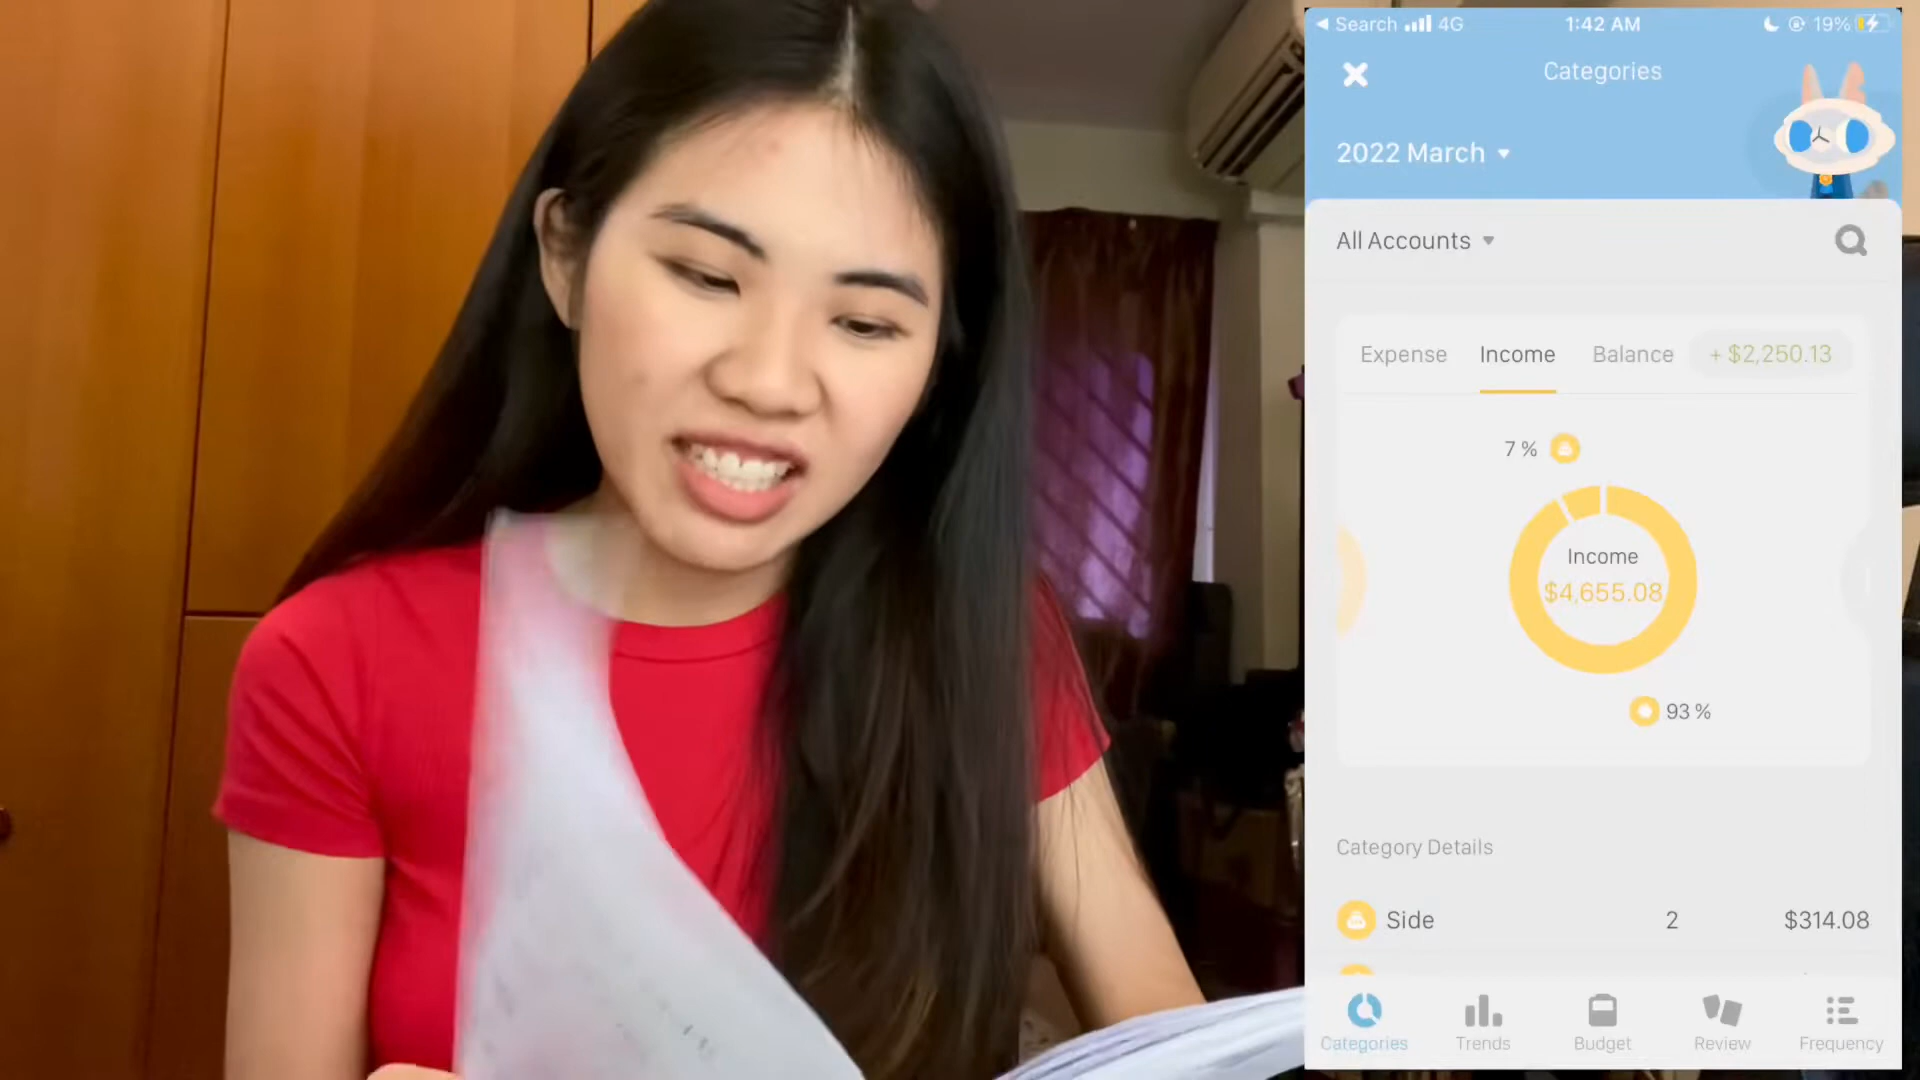 Search 4G 1:42 AM 19%
Categories
2022 March
All Accounts
Expense Income Balance + $2,250.13
7 %
Income
$4,655.08
93 %
Category Details
Side 2 $314.08
Categories Trends Budget Review Frequency